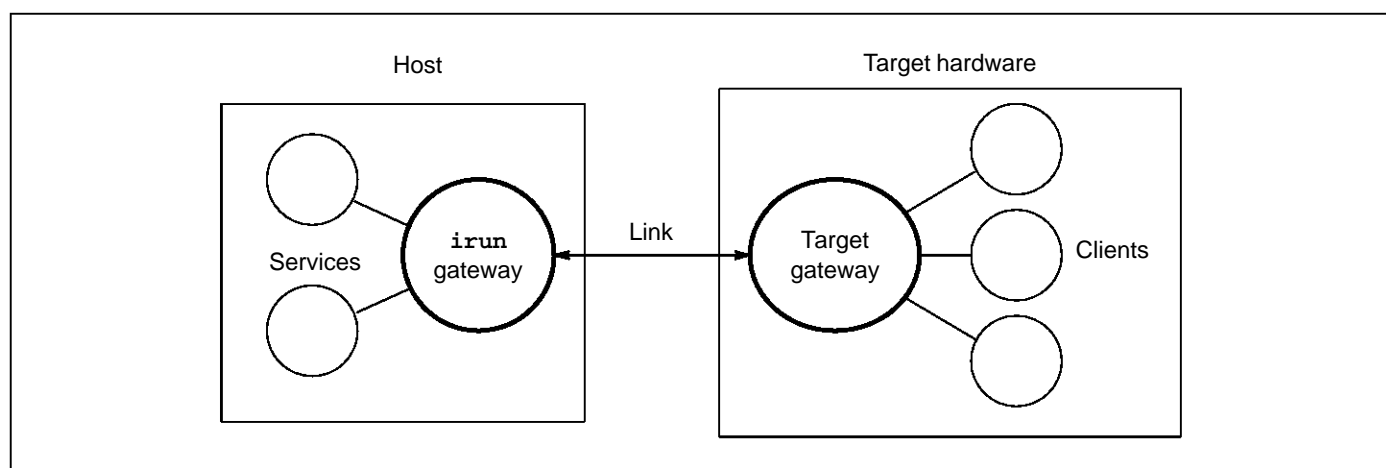 Host
Target hardware
Services
irun
gateway
Link
Target
gateway
Clients